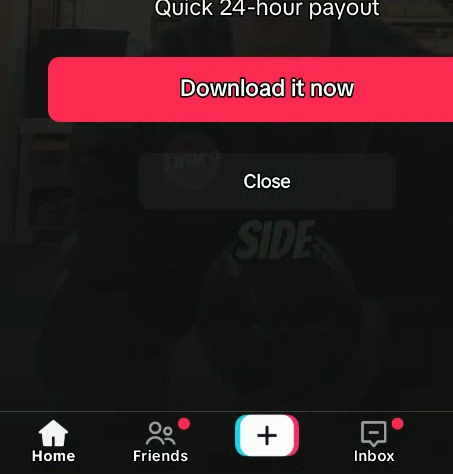 Quick 24-hour payout
Download it now
Close
SIDE
Home
Friends
Inbox